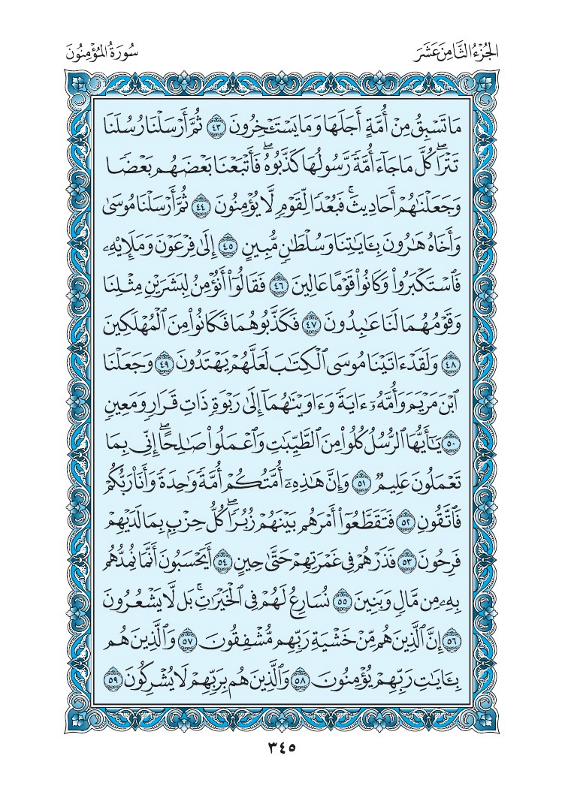 الجُزْءُ الثَّامِنَ عَشَرَ
سُورَةُ المُؤْمِنُونَ
مَا تَسْبِقُ مِنْ أُمَّةٍ أَجَلَهَا وَمَا يَسْتَـْٔخِرُونَ ٤٣ ثُمَّ أَرْسَلْنَا رُسُلَنَا
تَتْرَاۖ كُلَّ مَا جَآءَ أُمَّةً رَّسُولُهَا كَذَّبُوهُۖ فَأَتْبَعْنَا بَعْضَهُم بَعْضًا
وَجَعَلْنَٰهُمْ أَحَادِيثَۚ فَبُعْدًا لِّقَوْمٍ لَّا يُؤْمِنُونَ ٤٤ ثُمَّ أَرْسَلْنَا مُوسَىٰ
وَأَخَاهُ هَٰرُونَ بِـَٔايَٰتِنَا وَسُلْطَٰنٍ مُّبِينٍ ٤٥ إِلَىٰ فِرْعَوْنَ وَمَلَإِي۟هِۦ
فَٱسْتَكْبَرُوا۟ وَكَانُوا۟ قَوْمًا عَالِينَ ٤٦ فَقَالُوٓا۟ أَنُؤْمِنُ لِبَشَرَيْنِ مِثْلِنَا
وَقَوْمُهُمَا لَنَا عَٰبِدُونَ ٤٧ فَكَذَّبُوهُمَا فَكَانُوا۟ مِنَ ٱلْمُهْلَكِينَ
٤٨ وَلَقَدْ ءَاتَيْنَا مُوسَى ٱلْكِتَٰبَ لَعَلَّهُمْ يَهْتَدُونَ ٤٩ وَجَعَلْنَا
ٱبْنَ مَرْيَمَ وَأُمَّهُۥٓ ءَايَةً وَءَاوَيْنَٰهُمَآ إِلَىٰ رَبْوَةٍ ذَاتِ قَرَارٍ وَمَعِينٍ
٥٠ يَٰٓأَيُّهَا ٱلرُّسُلُ كُلُوا۟ مِنَ ٱلطَّيِّبَٰتِ وَٱعْمَلُوا۟ صَٰلِحًاۖ إِنِّى بِمَا
تَعْمَلُونَ عَلِيمٌ ٥١ وَإِنَّ هَٰذِهِۦٓ أُمَّتُكُمْ أُمَّةً وَٰحِدَةً وَأَنَا۠ رَبُّكُمْ
فَٱتَّقُونِ ٥٢ فَتَقَطَّعُوٓا۟ أَمْرَهُم بَيْنَهُمْ زُبُرًاۖ كُلُّ حِزْبٍۭ بِمَا لَدَيْهِمْ
فَرِحُونَ ٥٣ فَذَرْهُمْ فِى غَمْرَتِهِمْ حَتَّىٰ حِينٍ ٥٤ أَيَحْسَبُونَ أَنَّمَا نُمِدُّهُم
بِهِۦ مِن مَّالٍ وَبَنِينَ ٥٥ نُسَارِعُ لَهُمْ فِى ٱلْخَيْرَٰتِۚ بَل لَّا يَشْعُرُونَ
٥٦ إِنَّ ٱلَّذِينَ هُم مِّنْ خَشْيَةِ رَبِّهِم مُّشْفِقُونَ ٥٧ وَٱلَّذِينَ هُم
بِـَٔايَٰتِ رَبِّهِمْ يُؤْمِنُونَ ٥٨ وَٱلَّذِينَ هُم بِرَبِّهِمْ لَا يُشْرِكُونَ ٥٩
٣٤٥